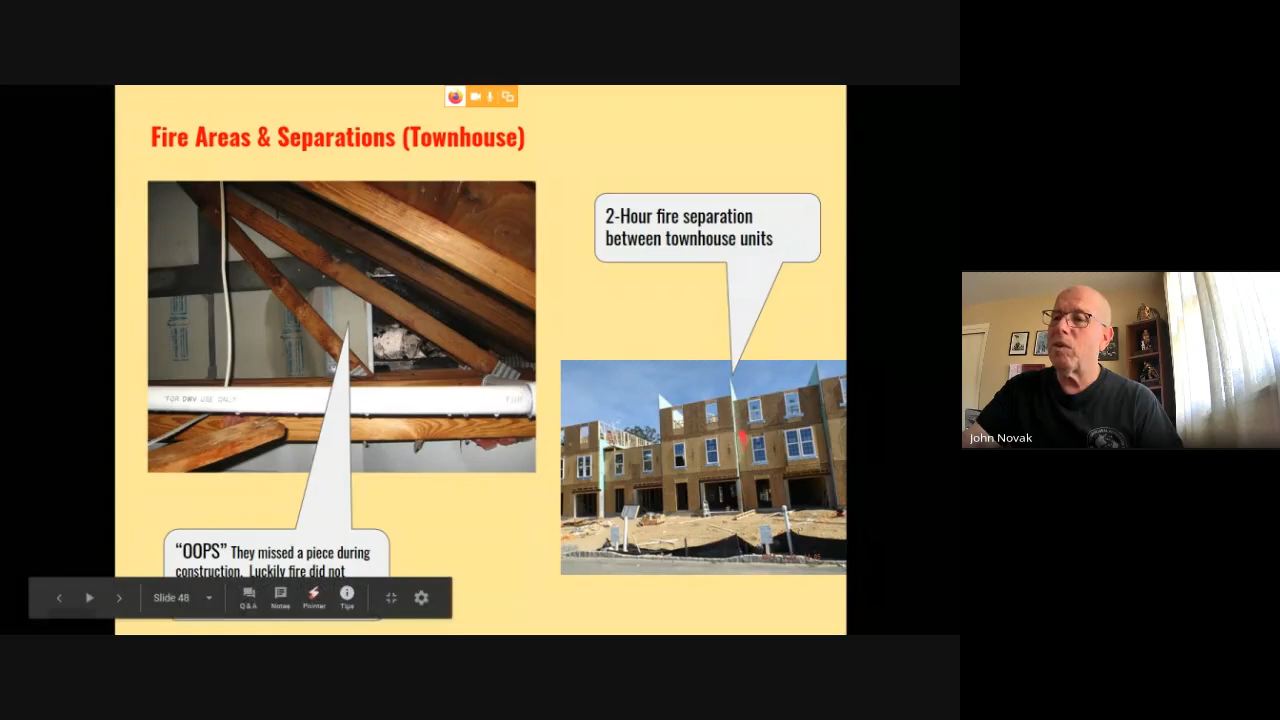 Fire Areas & Separations (Townhouse)
2-Hour fire separation
between townhouse units
"FOR DWV USE ONLY"
“OOPS” They missed a piece during
construction. Luckily fire did not
Slide 48
Q&A
Notes
Pointer
Tips
John Novak